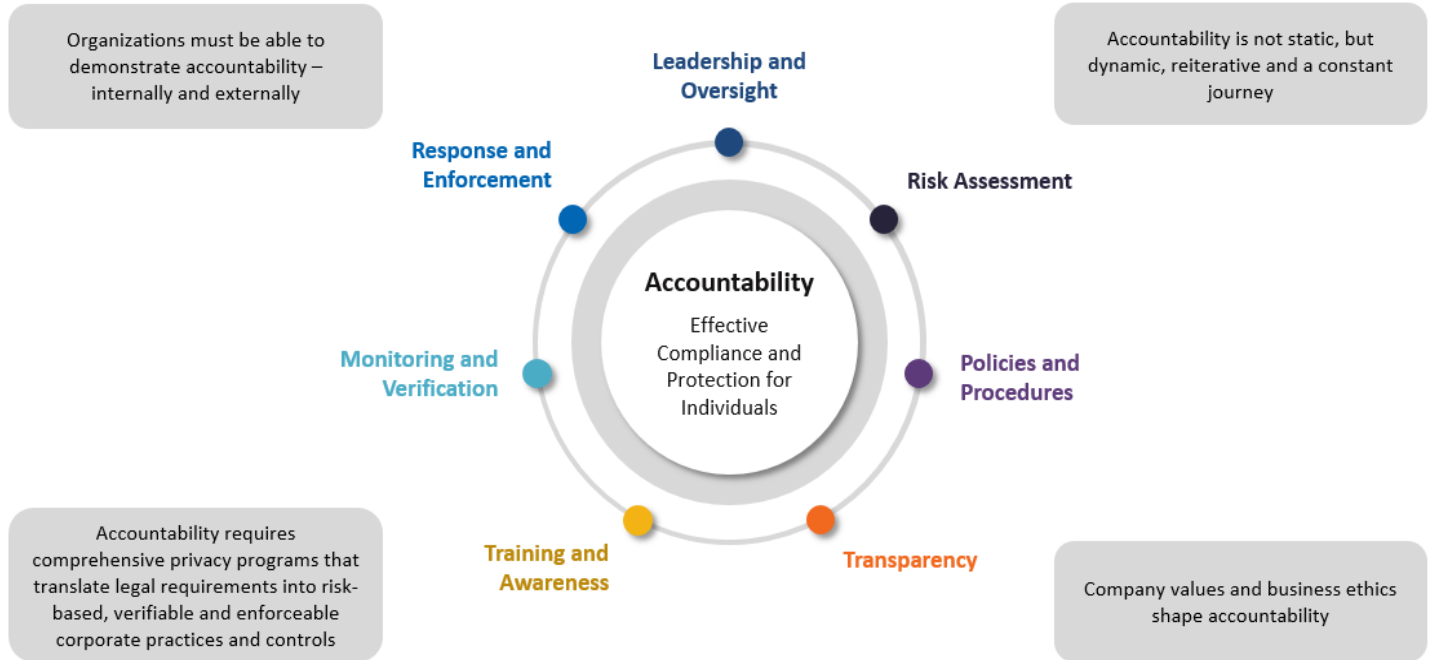 Organizations must be able to
demonstrate accountability –
internally and externally
Accountability is not static, but
dynamic, reiterative and a constant
journey
Leadership and
Oversight
Response and
Enforcement
Risk Assessment
Accountability
Effective
Compliance and
Protection for
Individuals
Monitoring and
Verification
Policies and
Procedures
Training and
Awareness
Transparency
Accountability requires
comprehensive privacy programs that
translate legal requirements into risk-
based, verifiable and enforceable
corporate practices and controls
Company values and business ethics
shape accountability